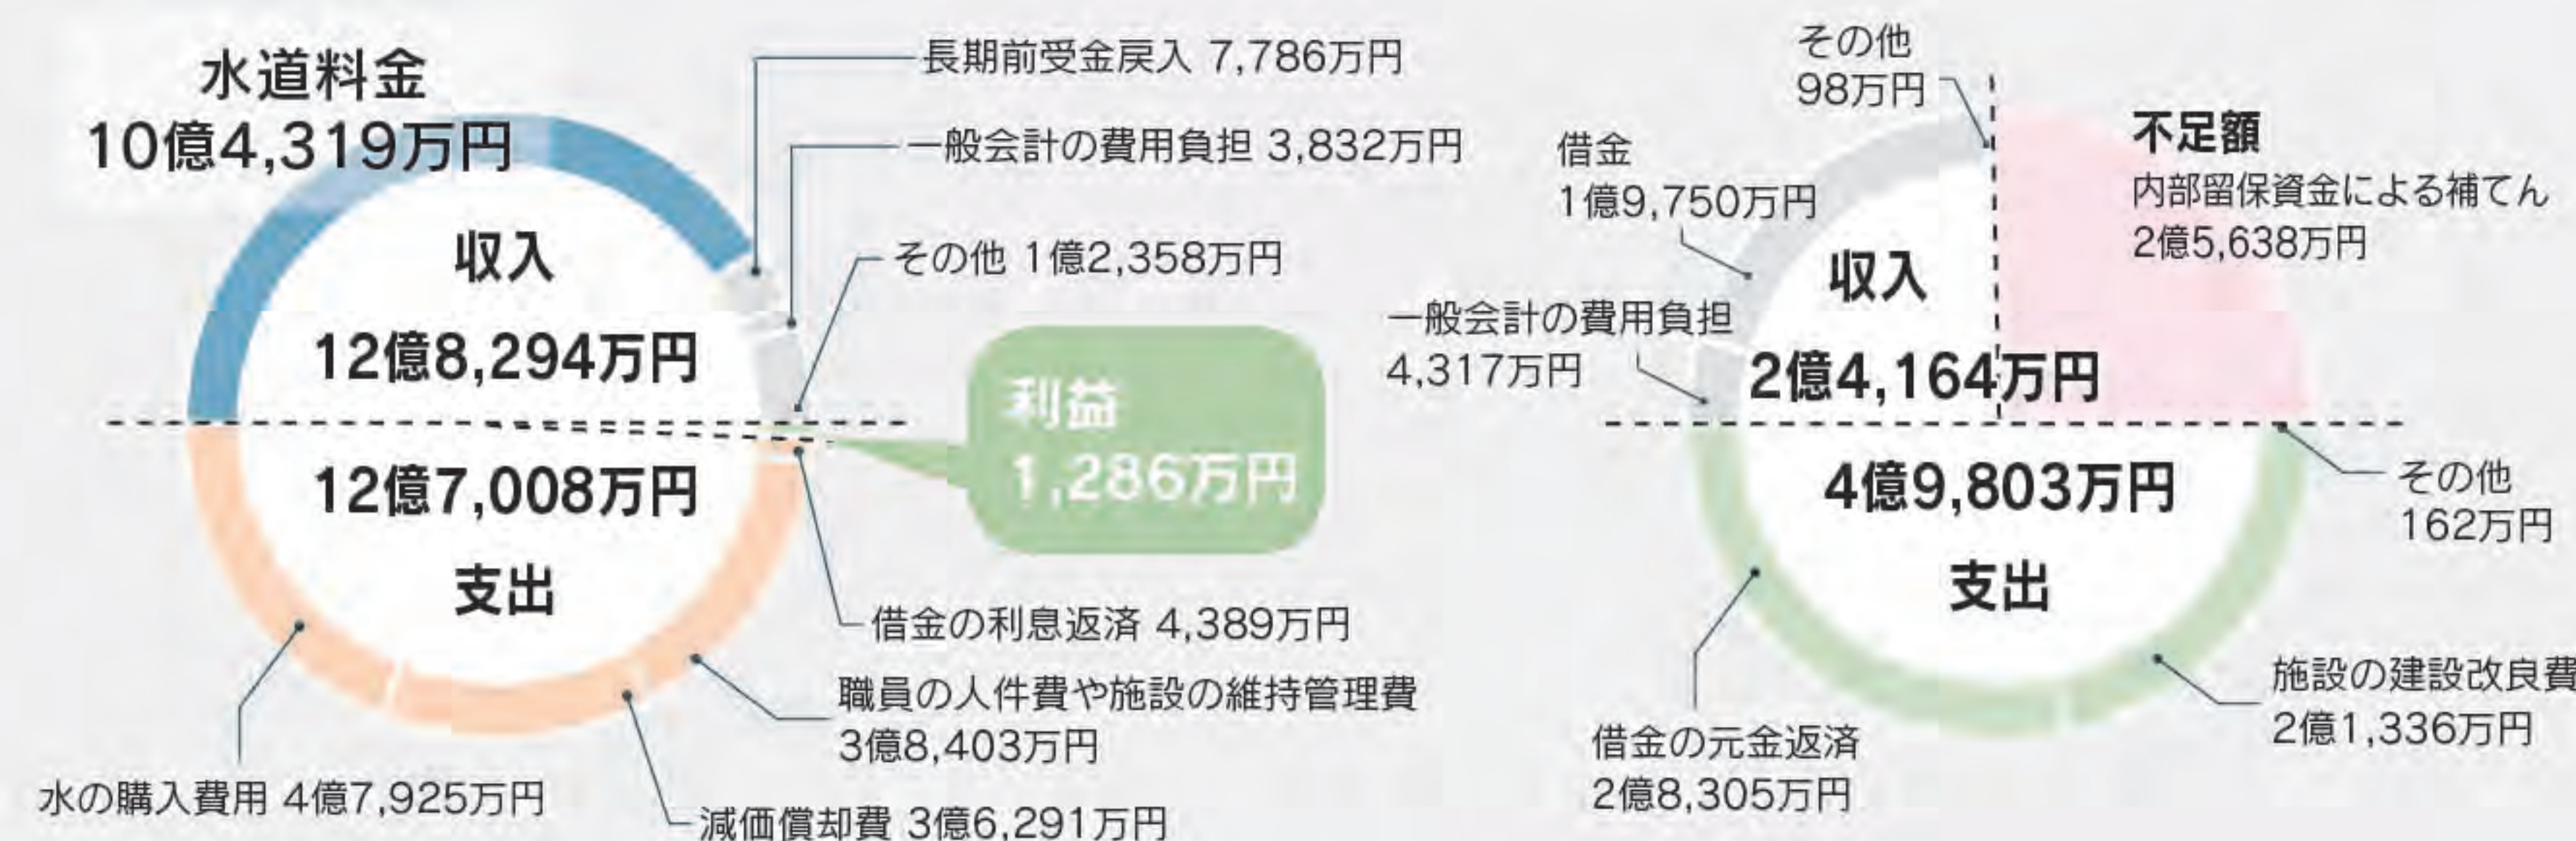 水道料金
10億4,319万円
長期前受金戻入 7,786万円
一般会計の費用負担 3,832万円
その他 1億2,358万円
収入
12億8,294万円
利益
1,286万円
12億7,008万円
支出
借金の利息返済 4,389万円
職員の人件費や施設の維持管理費
3億8,403万円
減価償却費 3億6,291万円
水の購入費用 4億7,925万円
その他
98万円
借金
1億9,750万円
一般会計の費用負担
4,317万円
収入
2億4,164万円
不足額
内部留保資金による補てん
2億5,638万円
4億9,803万円
支出
その他
162万円
施設の建設改良費
2億1,336万円
借金の元金返済
2億8,305万円